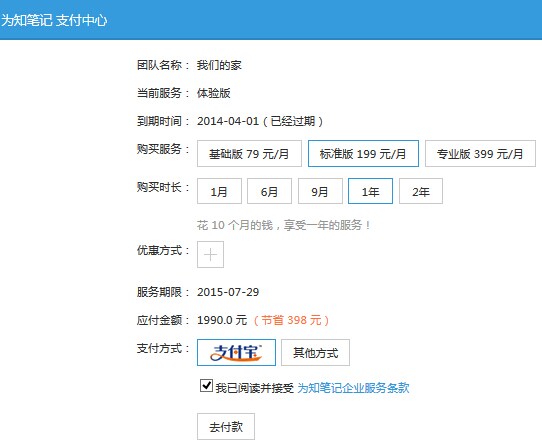 为知笔记 支付中心
团队名称： 我们的家
当前服务： 体验版
到期时间： 2014-04-01 ( 已经过期 )
购买服务： 基础版 79 元/月 标准版 199 元/月 专业版 399 元/月
购买时长： 1月 6月 9月 1年 2年
花 10 个月的钱，享受一年的服务！
优惠方式：
服务期限： 2015-07-29
应付金额： 1990.0 元 （节省 398 元）
支付方式： 支付宝™ 其他方式
我已阅读并接受 为知笔记企业服务条款
去付款